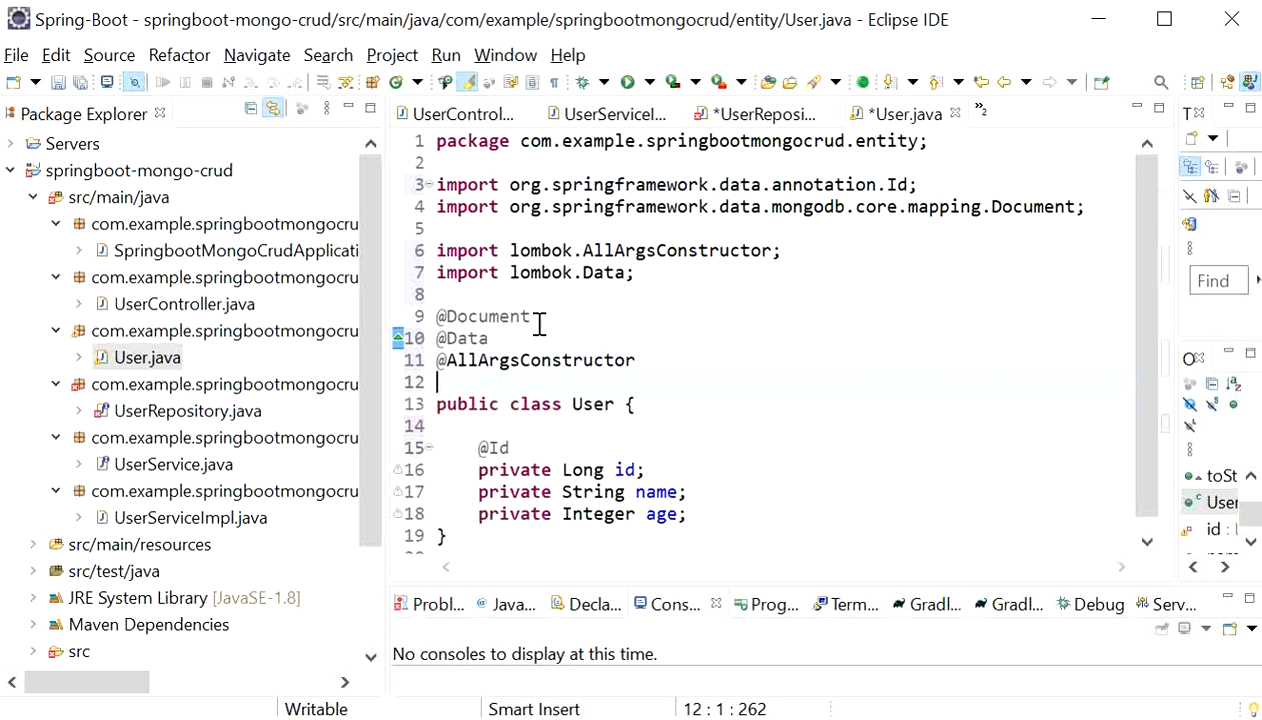 Spring-Boot - springboot-mongo-crud/src/main/java/com/example/springbootmongocrud/entity/User.java - Eclipse IDE
File Edit Source Refactor Navigate Search Project Run Window Help
Package Explorer
Servers
springboot-mongo-crud
src/main/java
com.example.springbootmongocru
SpringbootMongoCrudApplicati
com.example.springbootmongocru
UserController.java
com.example.springbootmongocru
User.java
com.example.springbootmongocru
UserRepository.java
com.example.springbootmongocru
UserService.java
com.example.springbootmongocru
UserServiceImpl.java
src/main/resources
src/test/java
JRE System Library [JavaSE-1.8]
Maven Dependencies
src
UserControl... UserServiceI... *UserReposi... *User.java »2
1 package com.example.springbootmongocrud.entity;
2
3 import org.springframework.data.annotation.Id;
4 import org.springframework.data.mongodb.core.mapping.Document;
5
6 import lombok.AllArgsConstructor;
7 import lombok.Data;
8
9 @Document
10 @Data
11 @AllArgsConstructor
12
13 public class User {
14
15 @Id
16 private Long id;
17 private String name;
18 private Integer age;
19 }
T
Find
O
toSt
User
id :
Probl... Java... Decla... Cons... Prog... Term... Gradl... Gradl... Debug Serv...
No consoles to display at this time.
Writable Smart Insert 12 : 1 : 262